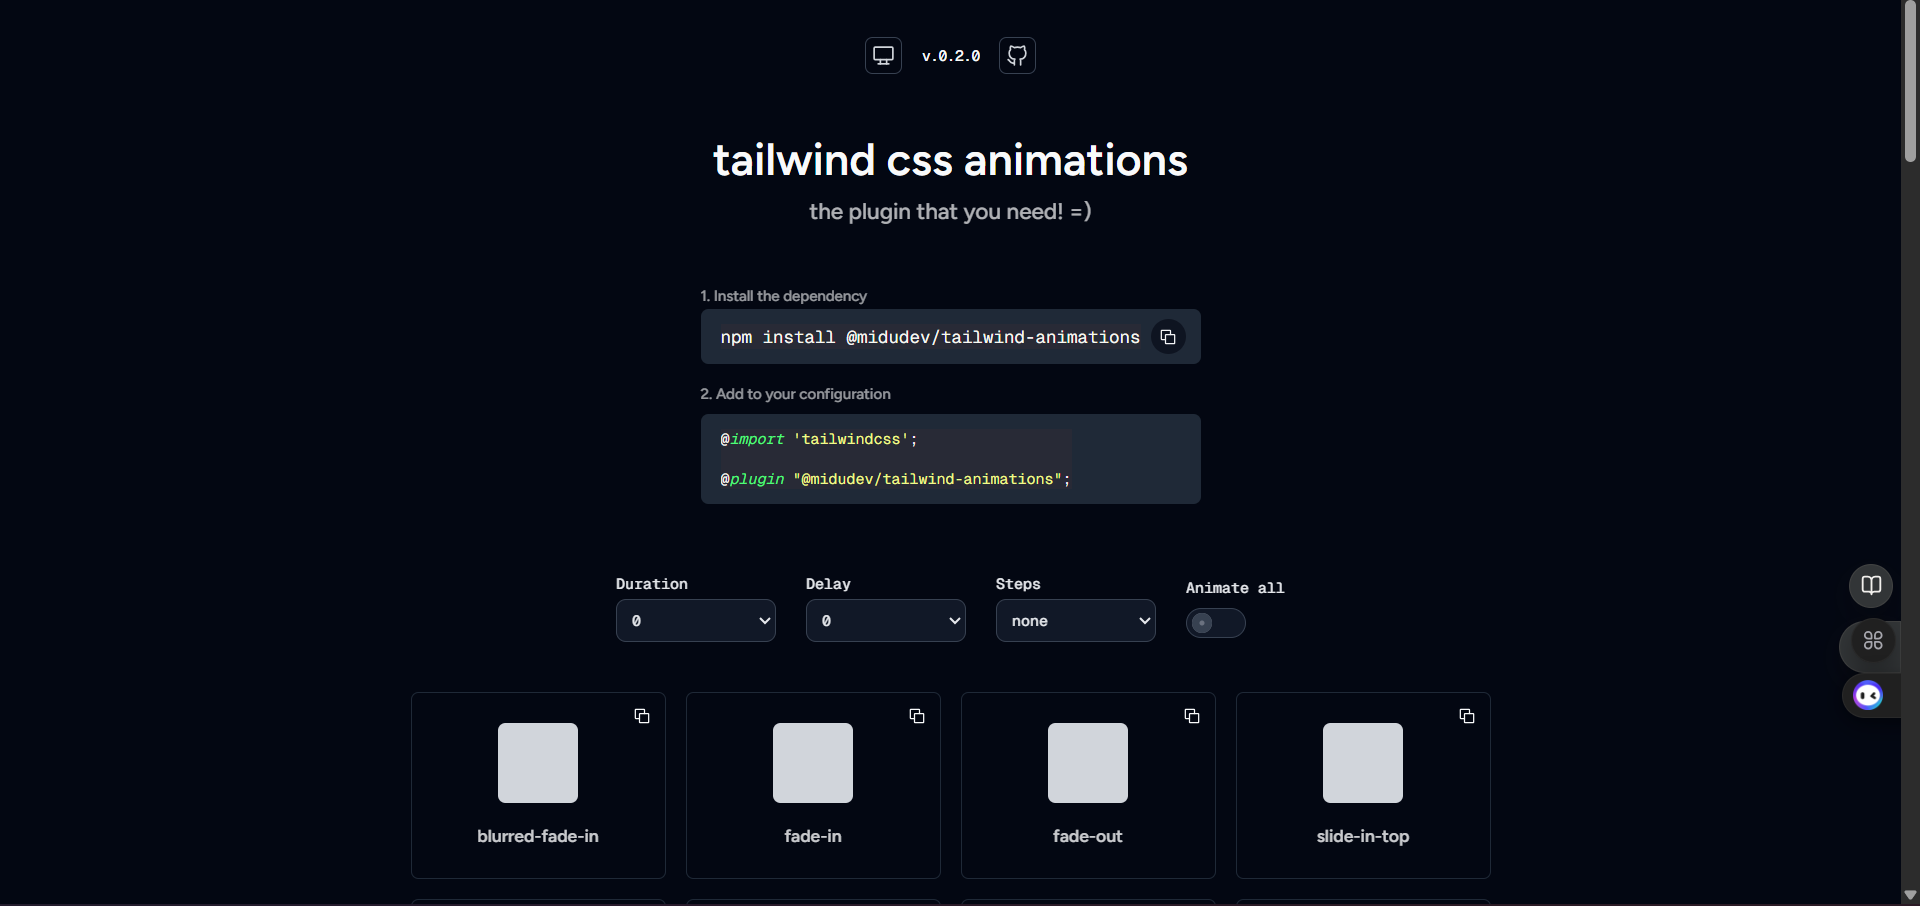 v.0.2.0
tailwind css animations
the plugin that you need! =)
1. Install the dependency
npm install @midudev/tailwind-animations
2. Add to your configuration
@import 'tailwindcss';
@plugin "@midudev/tailwind-animations";
Duration Delay Steps Animate all
0 0 none
blurred-fade-in fade-in fade-out slide-in-top